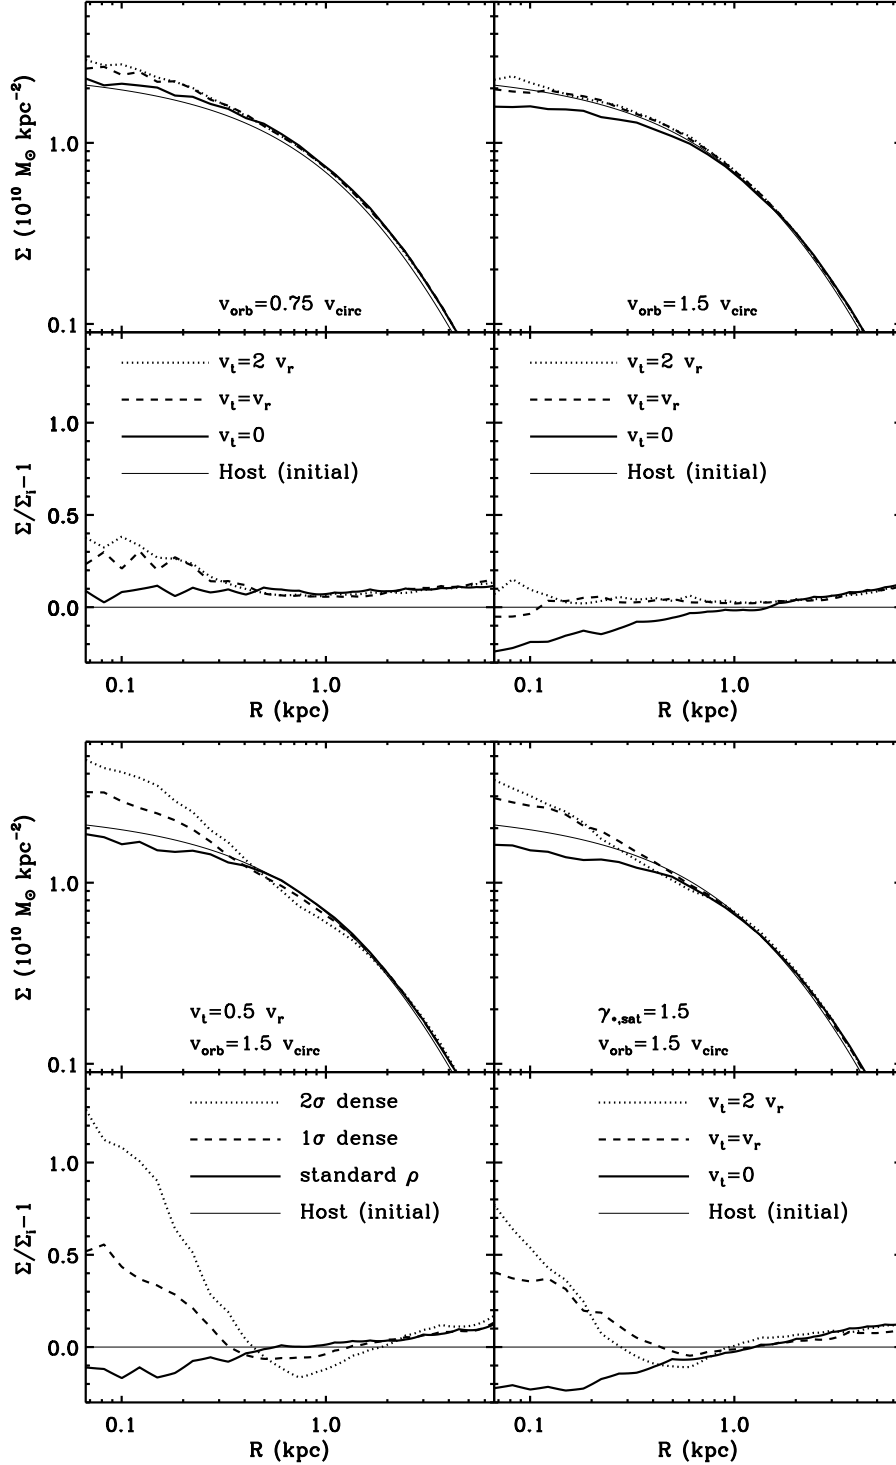 Σ (10¹⁰ M☉ kpc⁻²)
1.0
0.1
v_orb=0.75 v_circ
v_orb=1.5 v_circ
Σ/Σ_i-1
1.0
0.5
0.0
v_t=2 v_r
v_t=v_r
v_t=0
Host (initial)
v_t=2 v_r
v_t=v_r
v_t=0
Host (initial)
0.1 1.0
0.1 1.0
R (kpc)
R (kpc)
Σ (10¹⁰ M☉ kpc⁻²)
1.0
0.1
v_t=0.5 v_r
v_orb=1.5 v_circ
γ_*,sat=1.5
v_orb=1.5 v_circ
Σ/Σ_i-1
1.0
0.5
0.0
2σ dense
1σ dense
standard ρ
Host (initial)
v_t=2 v_r
v_t=v_r
v_t=0
Host (initial)
0.1 1.0
0.1 1.0
R (kpc)
R (kpc)